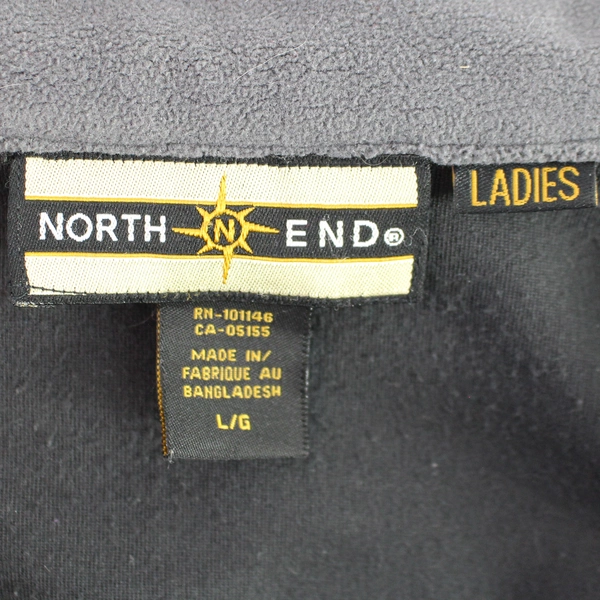 NORTH N END®
LADIES
RN-101146
CA-05155
MADE IN/
FABRIQUE AU
BANGLADESH
L/G